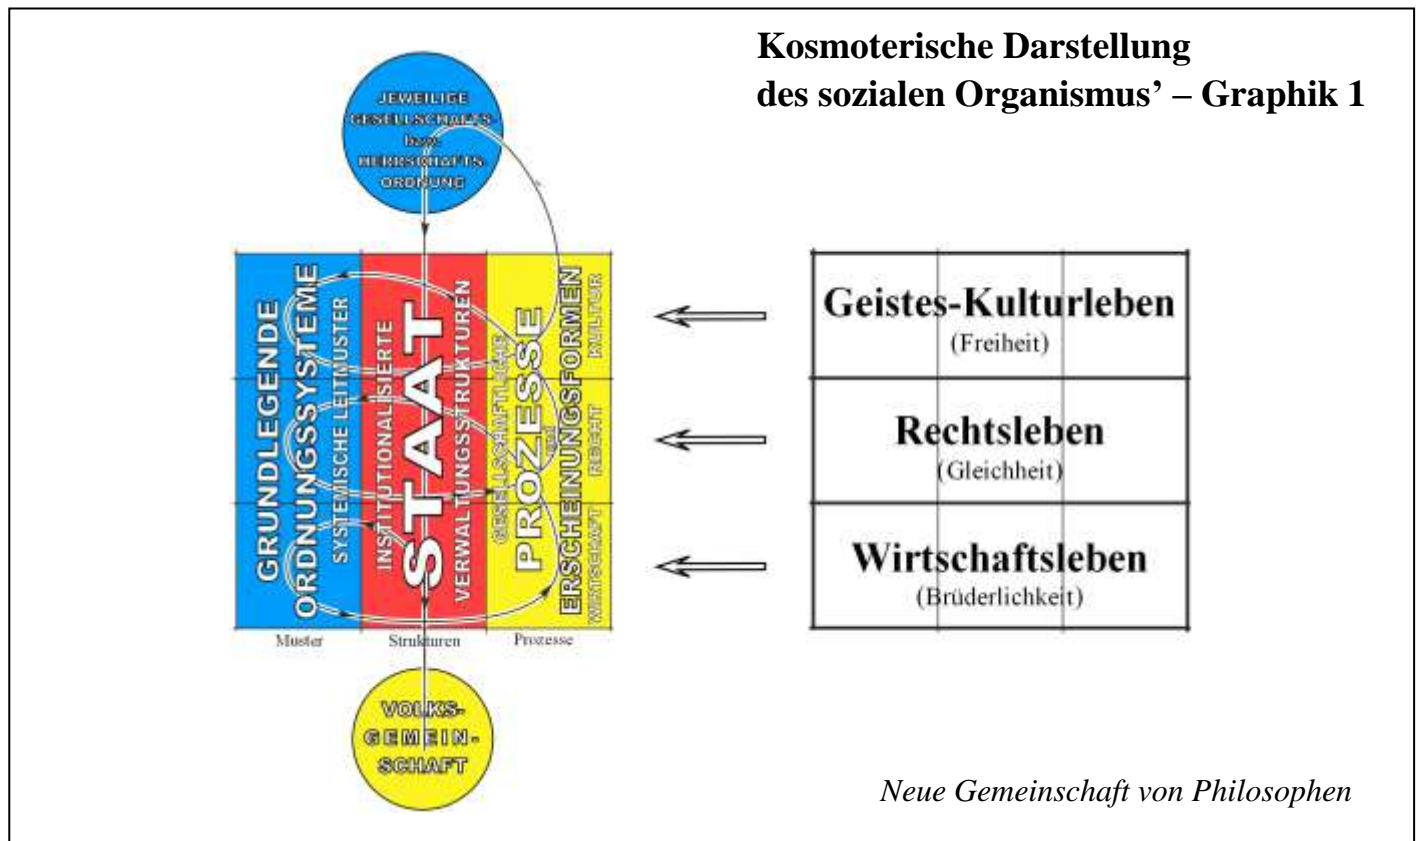 Kosmoterische Darstellung
des sozialen Organismus’ – Graphik 1
JEWEILIGE
GESELLSCHAFTS-
bzw.
HERRSCHAFTS-
ORDNUNG
GRUNDLEGENDE
ORDNUNGSSYSTEME
SYSTEMISCHE LEITMUSTER
INSTITUTIONALISIERTE
STAAT
VERWALTUNGSSTRUKTUREN
GESELLSCHAFTLICHE
PROZESSE
und
ERSCHEINUNGSFORMEN
KULTUR
RECHT
WIRTSCHAFT
Muster
Strukturen
Prozesse
VOLKS-
GEMEIN-
SCHAFT
Geistes-Kulturleben
(Freiheit)
Rechtsleben
(Gleichheit)
Wirtschaftsleben
(Brüderlichkeit)
Neue Gemeinschaft von Philosophen